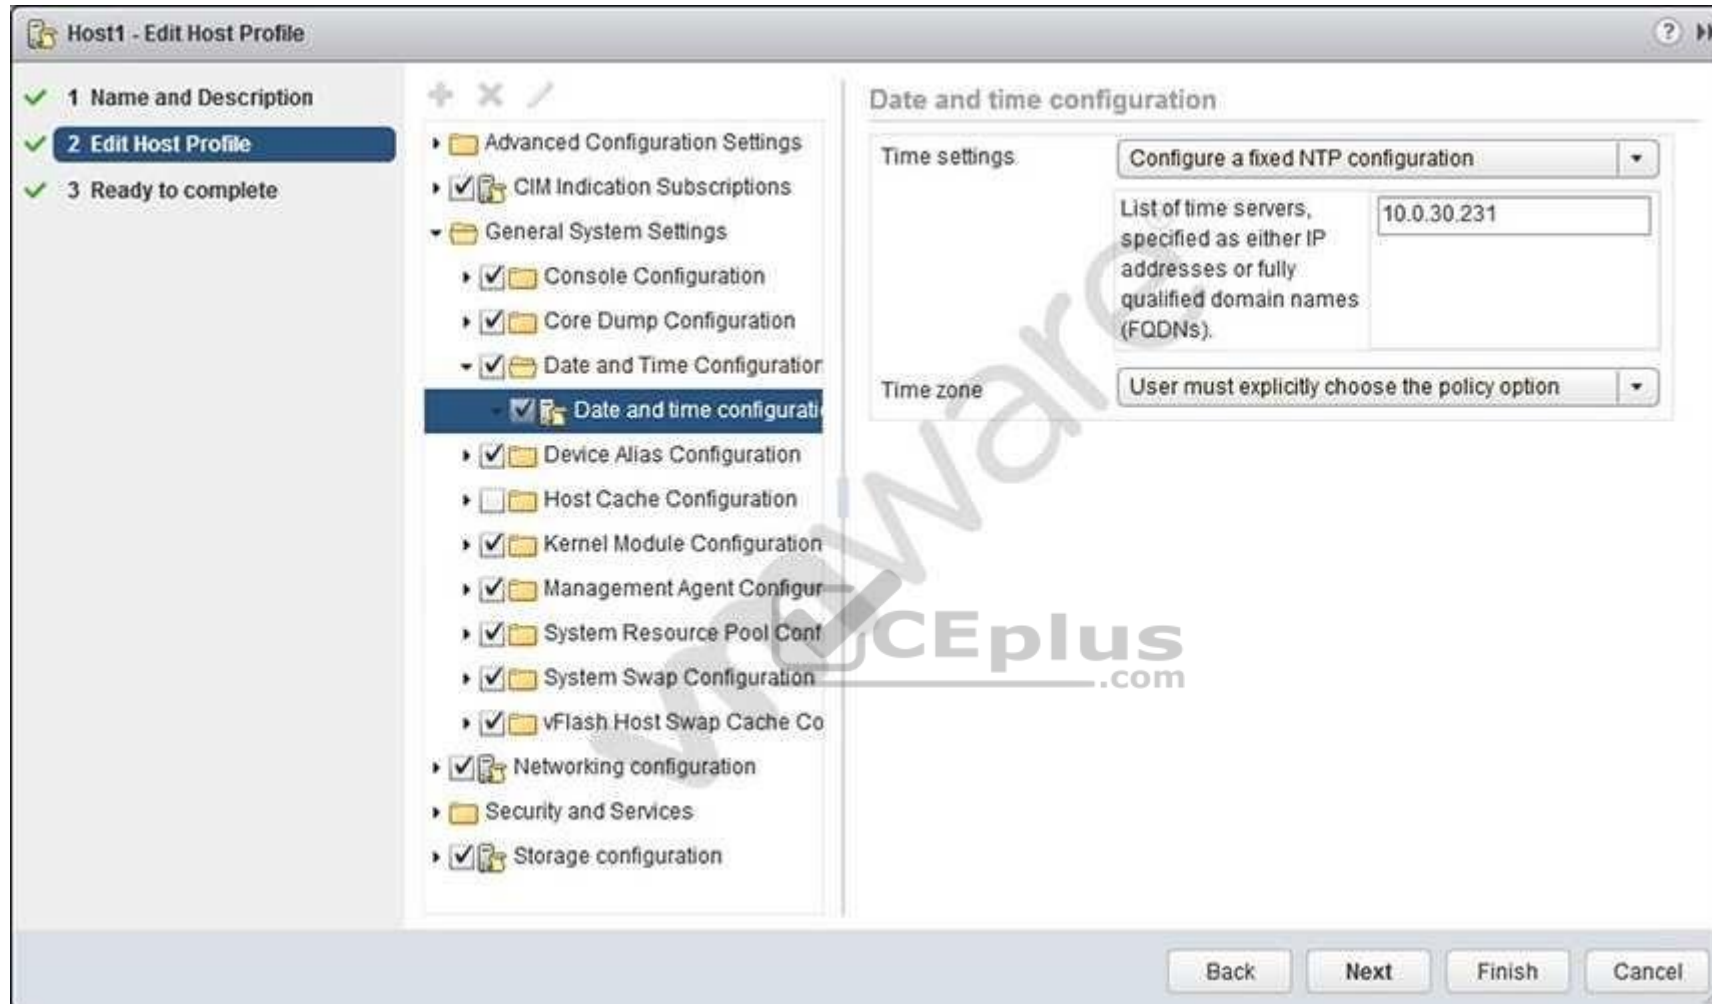 Host1 - Edit Host Profile
?
1 Name and Description
2 Edit Host Profile
3 Ready to complete
Advanced Configuration Settings
CIM Indication Subscriptions
General System Settings
Console Configuration
Core Dump Configuration
Date and Time Configuration
Date and time configurati
Device Alias Configuration
Host Cache Configuration
Kernel Module Configuration
Management Agent Configur
System Resource Pool Conf
System Swap Configuration
vFlash Host Swap Cache Co
Networking configuration
Security and Services
Storage configuration
Date and time configuration
Time settings
Configure a fixed NTP configuration
List of time servers,
specified as either IP
addresses or fully
qualified domain names
(FQDNs).
10.0.30.231
Time zone
User must explicitly choose the policy option
vmware
VCEplus
.com
Back
Next
Finish
Cancel